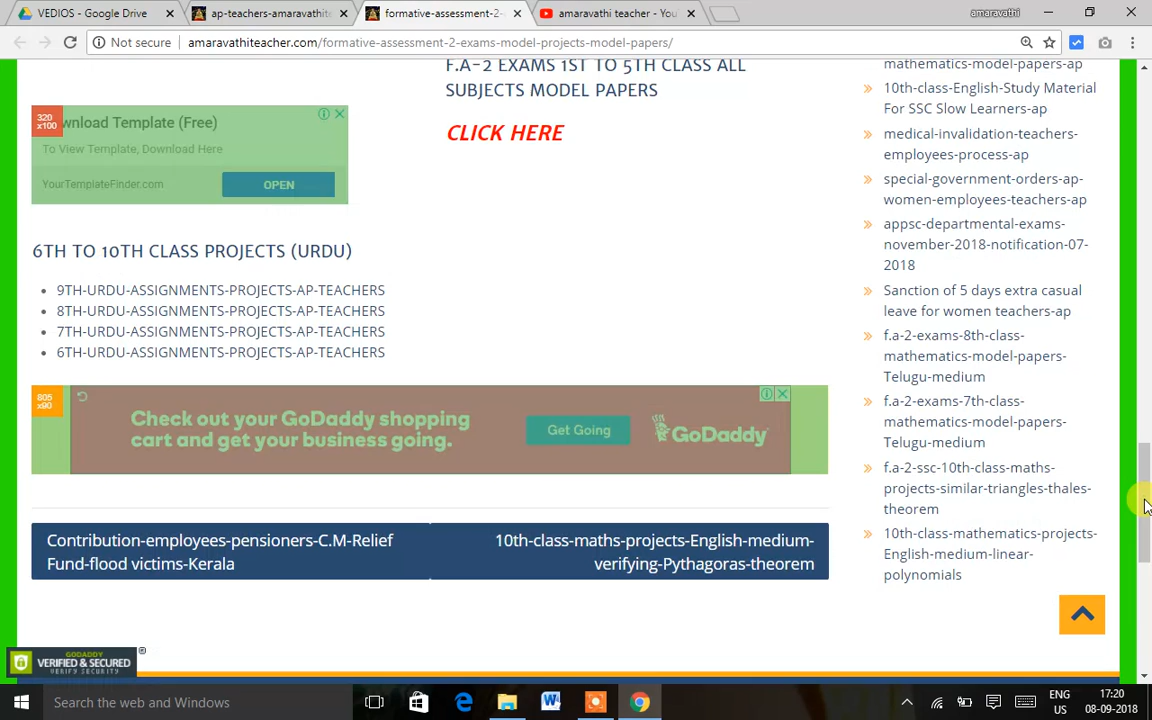 VEDIOS - Google Drive
ap-teachers-amaravathite
formative-assessment-2-
amaravathi teacher - You
amaravathi
Not secure
amaravathiteacher.com/formative-assessment-2-exams-model-projects-model-papers/
F.A-2 EXAMS 1ST TO 5TH CLASS ALL
SUBJECTS MODEL PAPERS
CLICK HERE
320
x100
wnload Template (Free)
To View Template, Download Here
YourTemplateFinder.com
OPEN
6TH TO 10TH CLASS PROJECTS (URDU)
• 9TH-URDU-ASSIGNMENTS-PROJECTS-AP-TEACHERS
• 8TH-URDU-ASSIGNMENTS-PROJECTS-AP-TEACHERS
• 7TH-URDU-ASSIGNMENTS-PROJECTS-AP-TEACHERS
• 6TH-URDU-ASSIGNMENTS-PROJECTS-AP-TEACHERS
805
x90
Check out your GoDaddy shopping
cart and get your business going.
Get Going
GoDaddy
Contribution-employees-pensioners-C.M-Relief
Fund-flood victims-Kerala
10th-class-maths-projects-English-medium-
verifying-Pythagoras-theorem
mathematics-model-papers-ap
10th-class-English-Study Material
For SSC Slow Learners-ap
medical-invalidation-teachers-
employees-process-ap
special-government-orders-ap-
women-employees-teachers-ap
appsc-departmental-exams-
november-2018-notification-07-
2018
Sanction of 5 days extra casual
leave for women teachers-ap
f.a-2-exams-8th-class-
mathematics-model-papers-
Telugu-medium
f.a-2-exams-7th-class-
mathematics-model-papers-
Telugu-medium
f.a-2-ssc-10th-class-maths-
projects-similar-triangles-thales-
theorem
10th-class-mathematics-projects-
English-medium-linear-
polynomials
GODADDY
VERIFIED & SECURED
VERIFY SECURITY
Search the web and Windows
ENG
US
17:20
08-09-2018